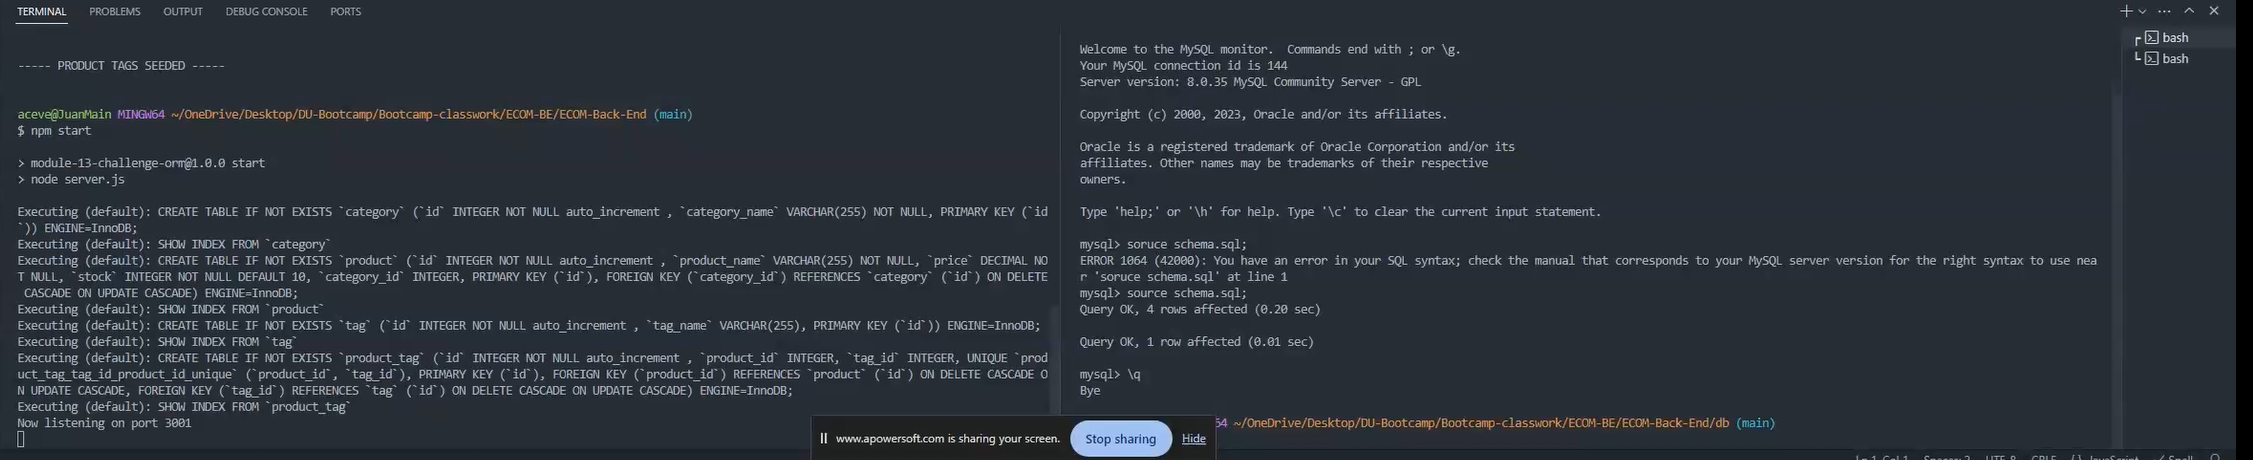 TERMINAL PROBLEMS OUTPUT DEBUG CONSOLE PORTS
----- PRODUCT TAGS SEEDED -----
aceve@JuanMain MINGW64 ~/OneDrive/Desktop/DU-Bootcamp/Bootcamp-classwork/ECOM-BE/ECOM-Back-End (main)
$ npm start
> module-13-challenge-orm@1.0.0 start
> node server.js
Executing (default): CREATE TABLE IF NOT EXISTS `category` (`id` INTEGER NOT NULL auto_increment , `category_name` VARCHAR(255) NOT NULL, PRIMARY KEY (`id
`)) ENGINE=InnoDB;
Executing (default): SHOW INDEX FROM `category`
Executing (default): CREATE TABLE IF NOT EXISTS `product` (`id` INTEGER NOT NULL auto_increment , `product_name` VARCHAR(255) NOT NULL, `price` DECIMAL NO
T NULL, `stock` INTEGER NOT NULL DEFAULT 10, `category_id` INTEGER, PRIMARY KEY (`id`), FOREIGN KEY (`category_id`) REFERENCES `category` (`id`) ON DELETE
CASCADE ON UPDATE CASCADE) ENGINE=InnoDB;
Executing (default): SHOW INDEX FROM `product`
Executing (default): CREATE TABLE IF NOT EXISTS `tag` (`id` INTEGER NOT NULL auto_increment , `tag_name` VARCHAR(255), PRIMARY KEY (`id`)) ENGINE=InnoDB;
Executing (default): SHOW INDEX FROM `tag`
Executing (default): CREATE TABLE IF NOT EXISTS `product_tag` (`id` INTEGER NOT NULL auto_increment , `product_id` INTEGER, `tag_id` INTEGER, UNIQUE `prod
uct_tag_tag_id_product_id_unique` (`product_id`, `tag_id`), PRIMARY KEY (`id`), FOREIGN KEY (`product_id`) REFERENCES `product` (`id`) ON DELETE CASCADE O
N UPDATE CASCADE, FOREIGN KEY (`tag_id`) REFERENCES `tag` (`id`) ON DELETE CASCADE ON UPDATE CASCADE) ENGINE=InnoDB;
Executing (default): SHOW INDEX FROM `product_tag`
Now listening on port 3001
Welcome to the MySQL monitor.  Commands end with ; or \g.
Your MySQL connection id is 144
Server version: 8.0.35 MySQL Community Server - GPL
Copyright (c) 2000, 2023, Oracle and/or its affiliates.
Oracle is a registered trademark of Oracle Corporation and/or its
affiliates. Other names may be trademarks of their respective
owners.
Type 'help;' or '\h' for help. Type '\c' to clear the current input statement.
mysql> soruce schema.sql;
ERROR 1064 (42000): You have an error in your SQL syntax; check the manual that corresponds to your MySQL server version for the right syntax to use nea
r 'soruce schema.sql' at line 1
mysql> source schema.sql;
Query OK, 4 rows affected (0.20 sec)
Query OK, 1 row affected (0.01 sec)
mysql> \q
Bye
64 ~/OneDrive/Desktop/DU-Bootcamp/Bootcamp-classwork/ECOM-BE/ECOM-Back-End/db (main)
bash
bash
www.apowersoft.com is sharing your screen. Stop sharing Hide